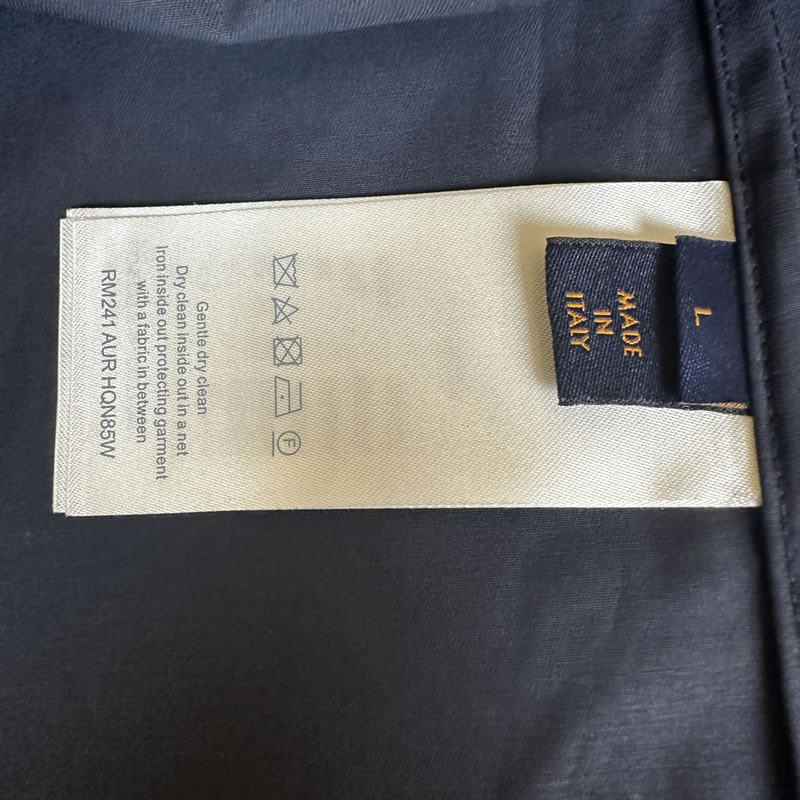 L
MADE
IN
ITALY
F
Gentle dry clean
Dry clean inside out in a net
Iron inside out protecting garment
with a fabric in between
RM241 AUR HQN85W